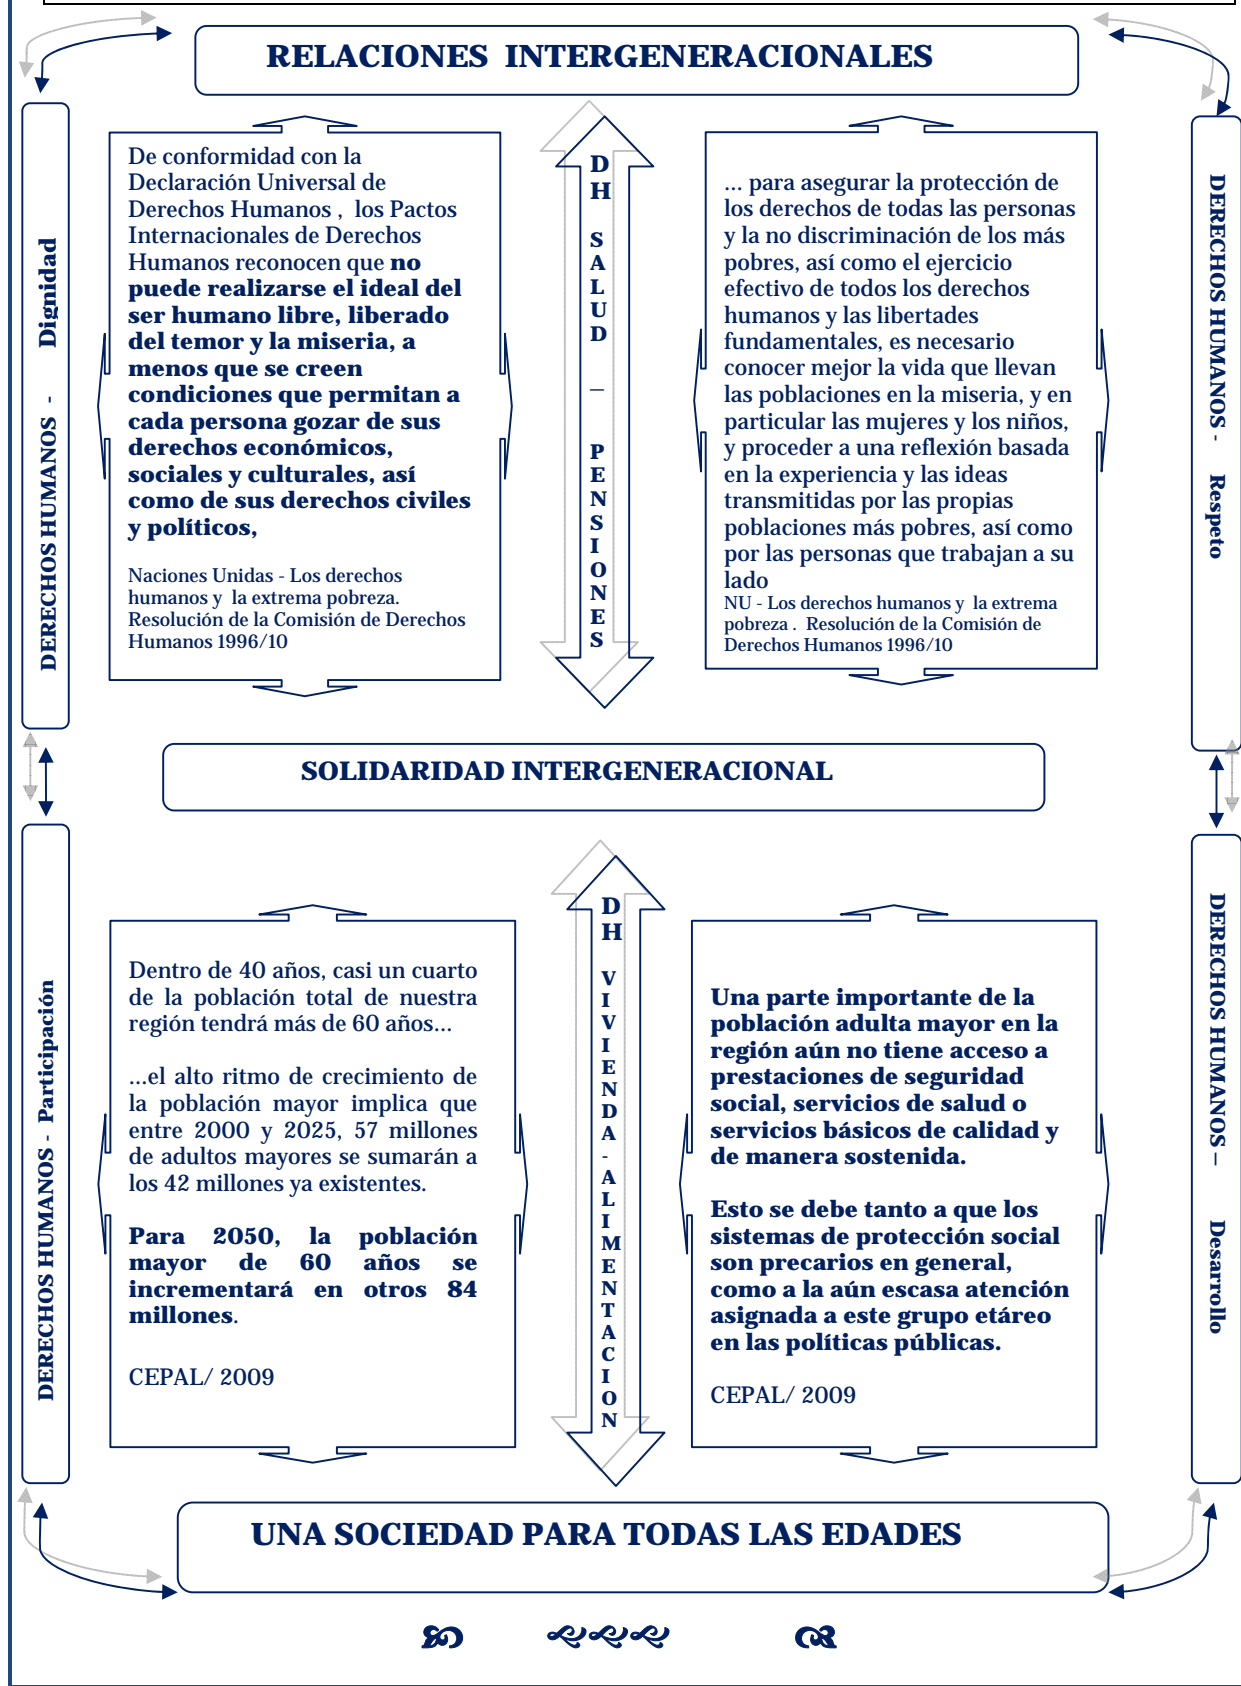 RELACIONES INTERGENERACIONALES
DERECHOS HUMANOS - Dignidad
De conformidad con la
Declaración Universal de
Derechos Humanos , los Pactos
Internacionales de Derechos
Humanos reconocen que no
puede realizarse el ideal del
ser humano libre, liberado
del temor y la miseria, a
menos que se creen
condiciones que permitan a
cada persona gozar de sus
derechos económicos,
sociales y culturales, así
como de sus derechos civiles
y políticos,
Naciones Unidas - Los derechos
humanos y la extrema pobreza.
Resolución de la Comisión de Derechos
Humanos 1996/10
DH SALUD – PENSIONES
... para asegurar la protección de
los derechos de todas las personas
y la no discriminación de los más
pobres, así como el ejercicio
efectivo de todos los derechos
humanos y las libertades
fundamentales, es necesario
conocer mejor la vida que llevan
las poblaciones en la miseria, y en
particular las mujeres y los niños,
y proceder a una reflexión basada
en la experiencia y las ideas
transmitidas por las propias
poblaciones más pobres, así como
por las personas que trabajan a su
lado
NU - Los derechos humanos y la extrema
pobreza . Resolución de la Comisión de
Derechos Humanos 1996/10
DERECHOS HUMANOS - Respeto
SOLIDARIDAD INTERGENERACIONAL
DERECHOS HUMANOS - Participación
Dentro de 40 años, casi un cuarto
de la población total de nuestra
región tendrá más de 60 años...
...el alto ritmo de crecimiento de
la población mayor implica que
entre 2000 y 2025, 57 millones
de adultos mayores se sumarán a
los 42 millones ya existentes.
Para 2050, la población
mayor de 60 años se
incrementará en otros 84
millones.
CEPAL/ 2009
DH VIVIENDA-ALIMENTACION
Una parte importante de la
población adulta mayor en la
región aún no tiene acceso a
prestaciones de seguridad
social, servicios de salud o
servicios básicos de calidad y
de manera sostenida.
Esto se debe tanto a que los
sistemas de protección social
son precarios en general,
como a la aún escasa atención
asignada a este grupo etáreo
en las políticas públicas.
CEPAL/ 2009
DERECHOS HUMANOS – Desarrollo
UNA SOCIEDAD PARA TODAS LAS EDADES